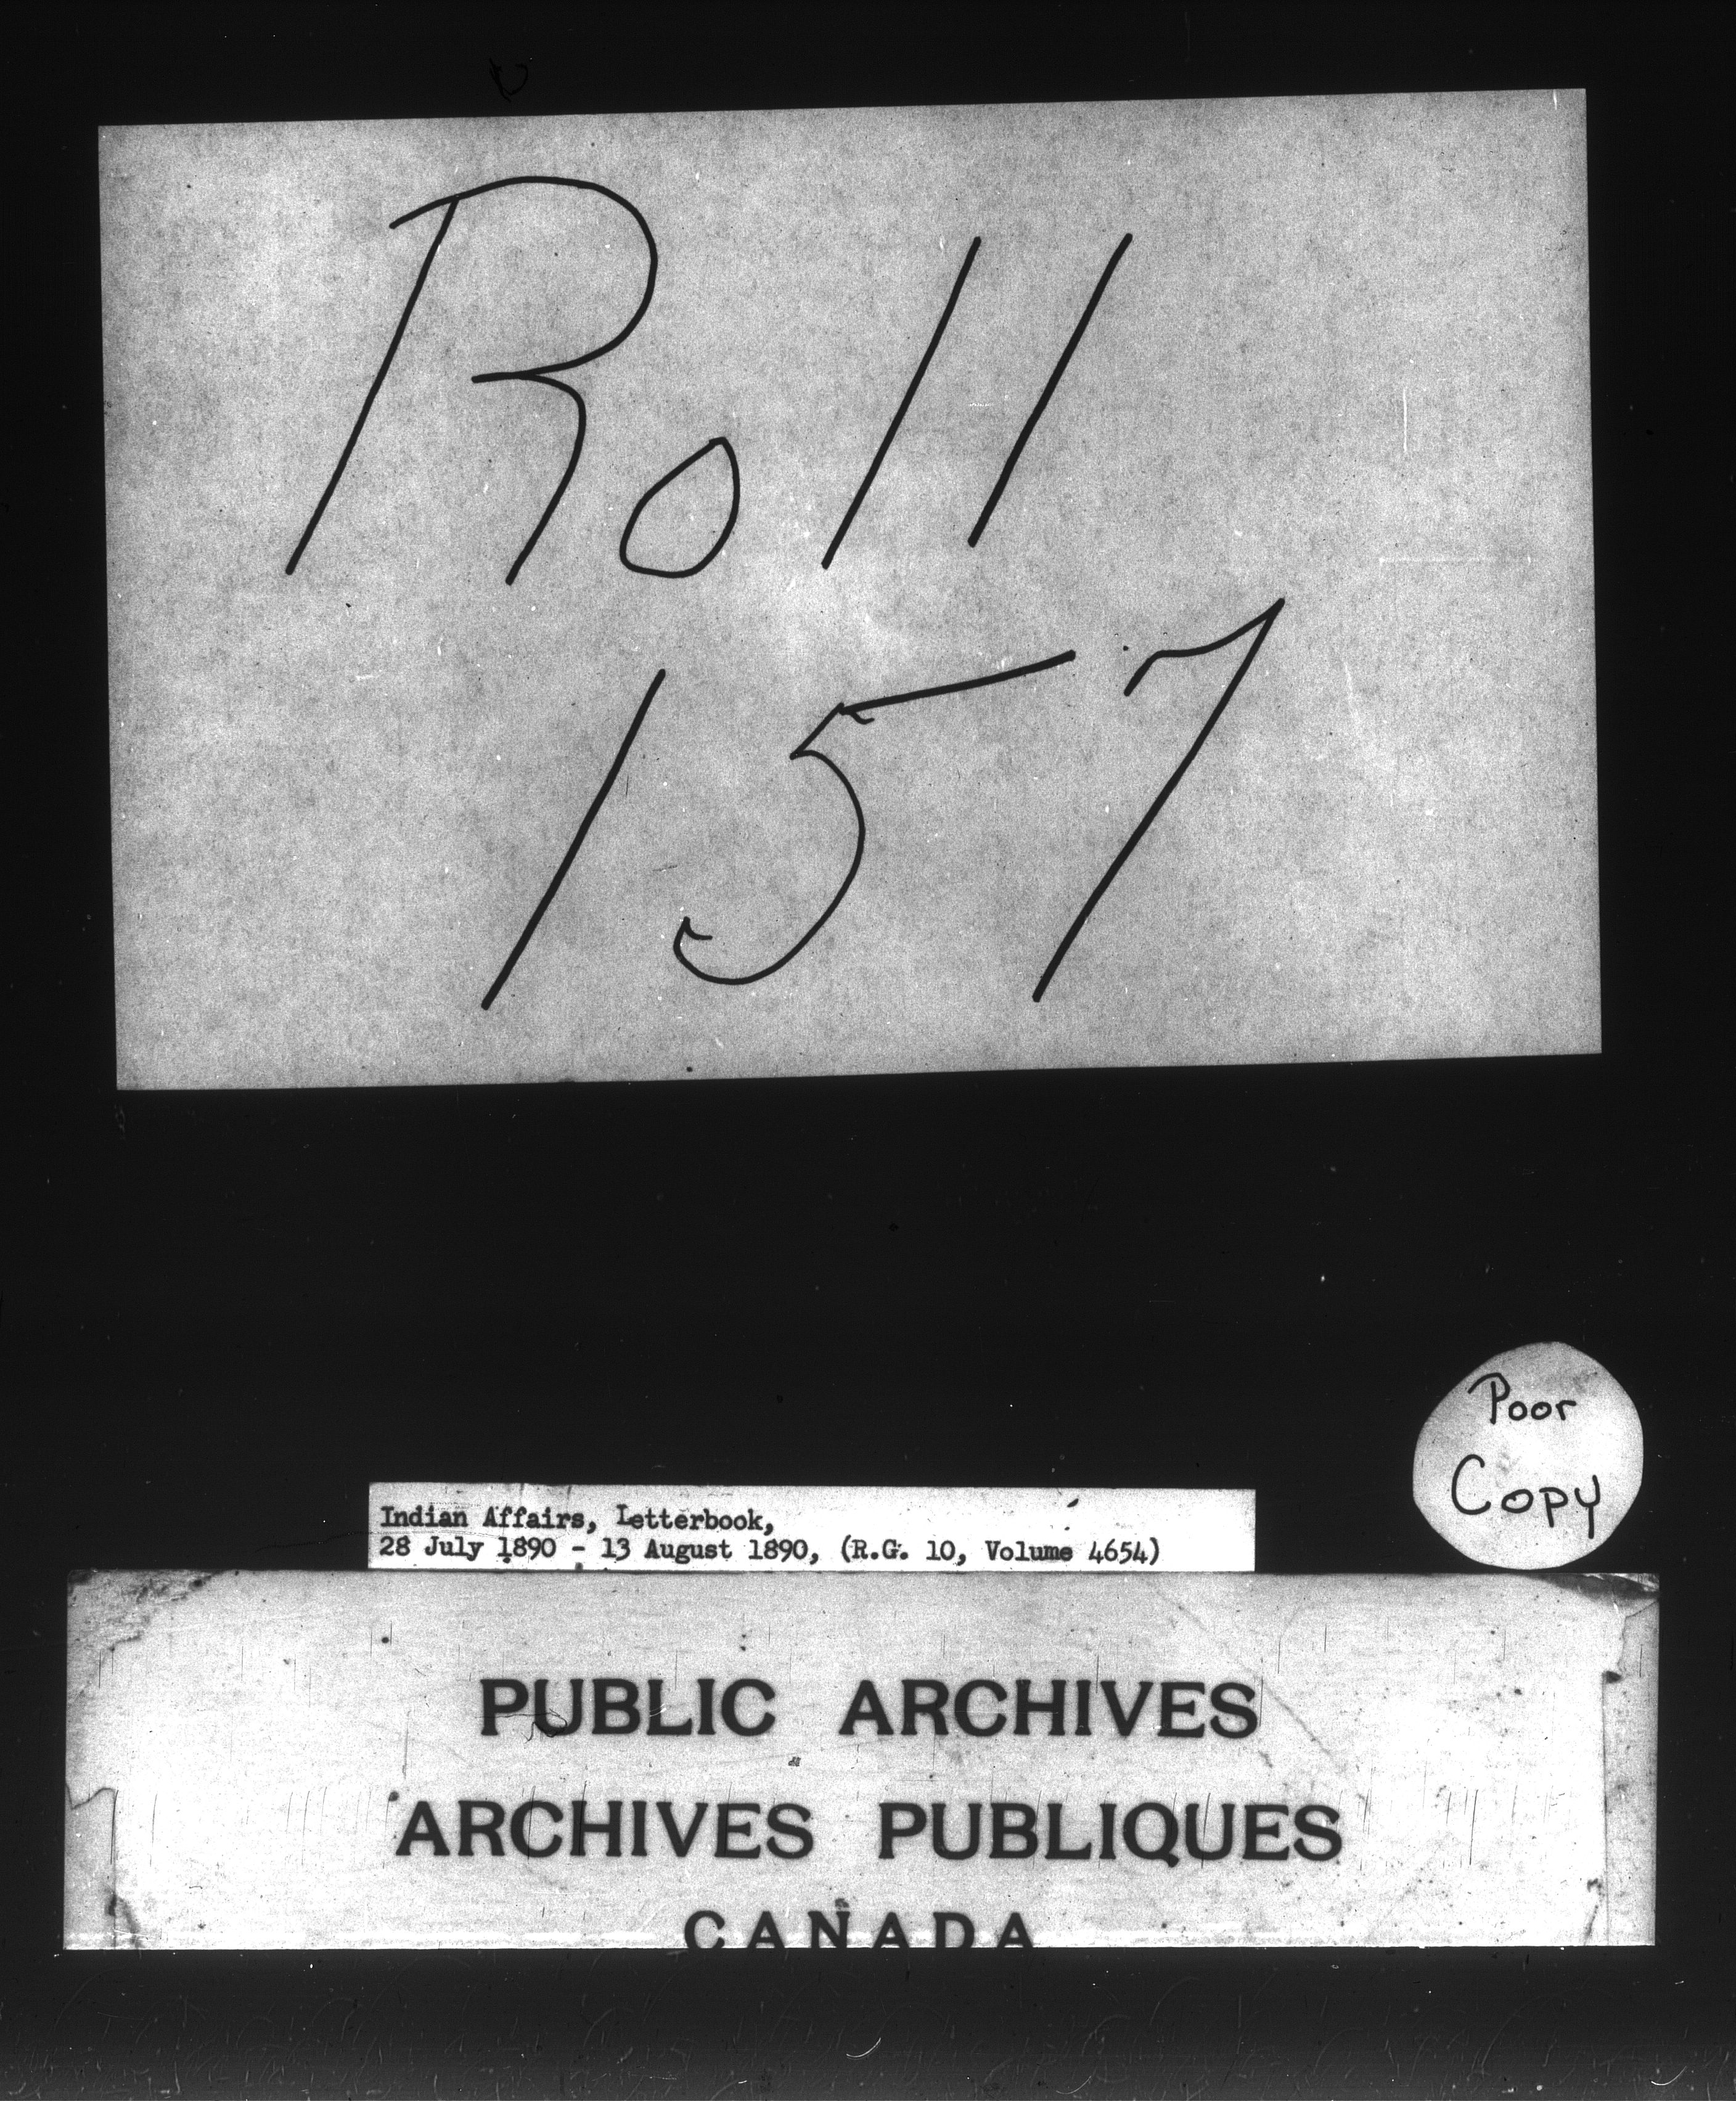 Roll
157
Poor
Copy
Indian Affairs, Letterbook,
28 July 1890 - 13 August 1890, (R.G. 10, Volume 4654)
PUBLIC ARCHIVES
ARCHIVES PUBLIQUES
CANADA